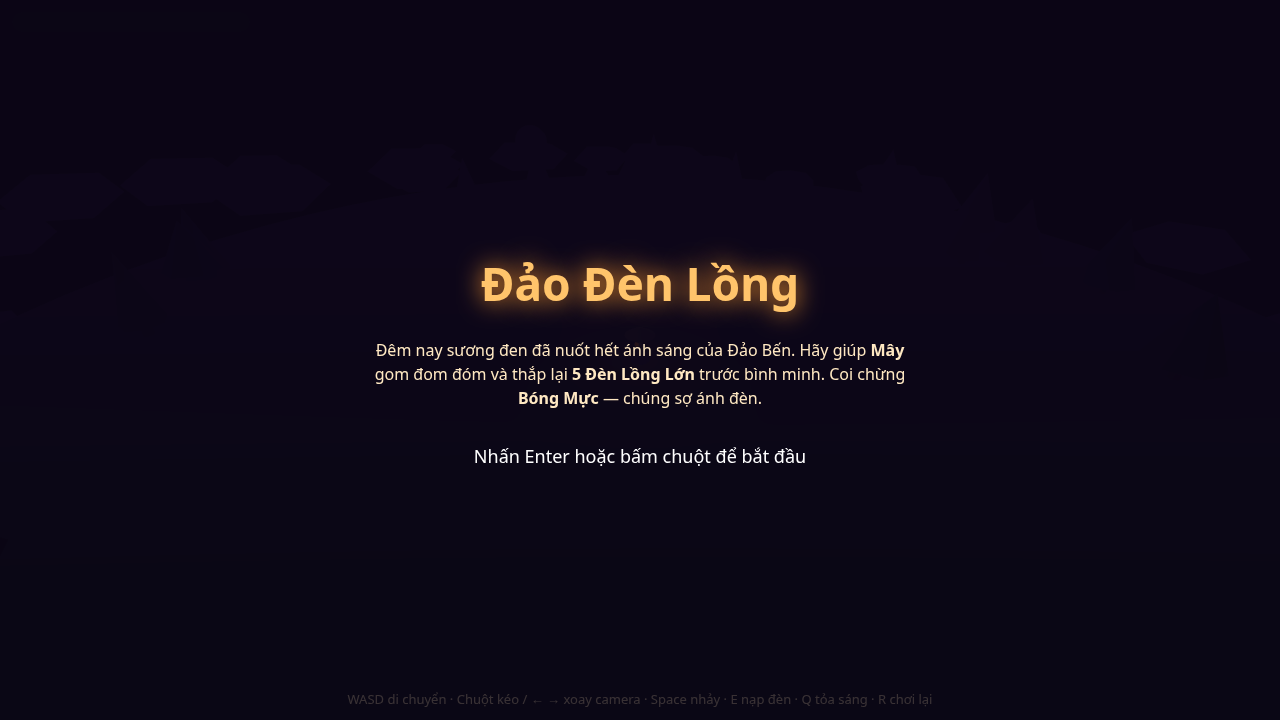 Đảo Đèn Lồng
Đêm nay sương đen đã nuốt hết ánh sáng của Đảo Bến. Hãy giúp Mây
gom đom đóm và thắp lại 5 Đèn Lồng Lớn trước bình minh. Coi chừng
Bóng Mực — chúng sợ ánh đèn.
Nhấn Enter hoặc bấm chuột để bắt đầu
WASD di chuyển · Chuột kéo / ← → xoay camera · Space nhảy · E nạp đèn · Q tỏa sáng · R chơi lại